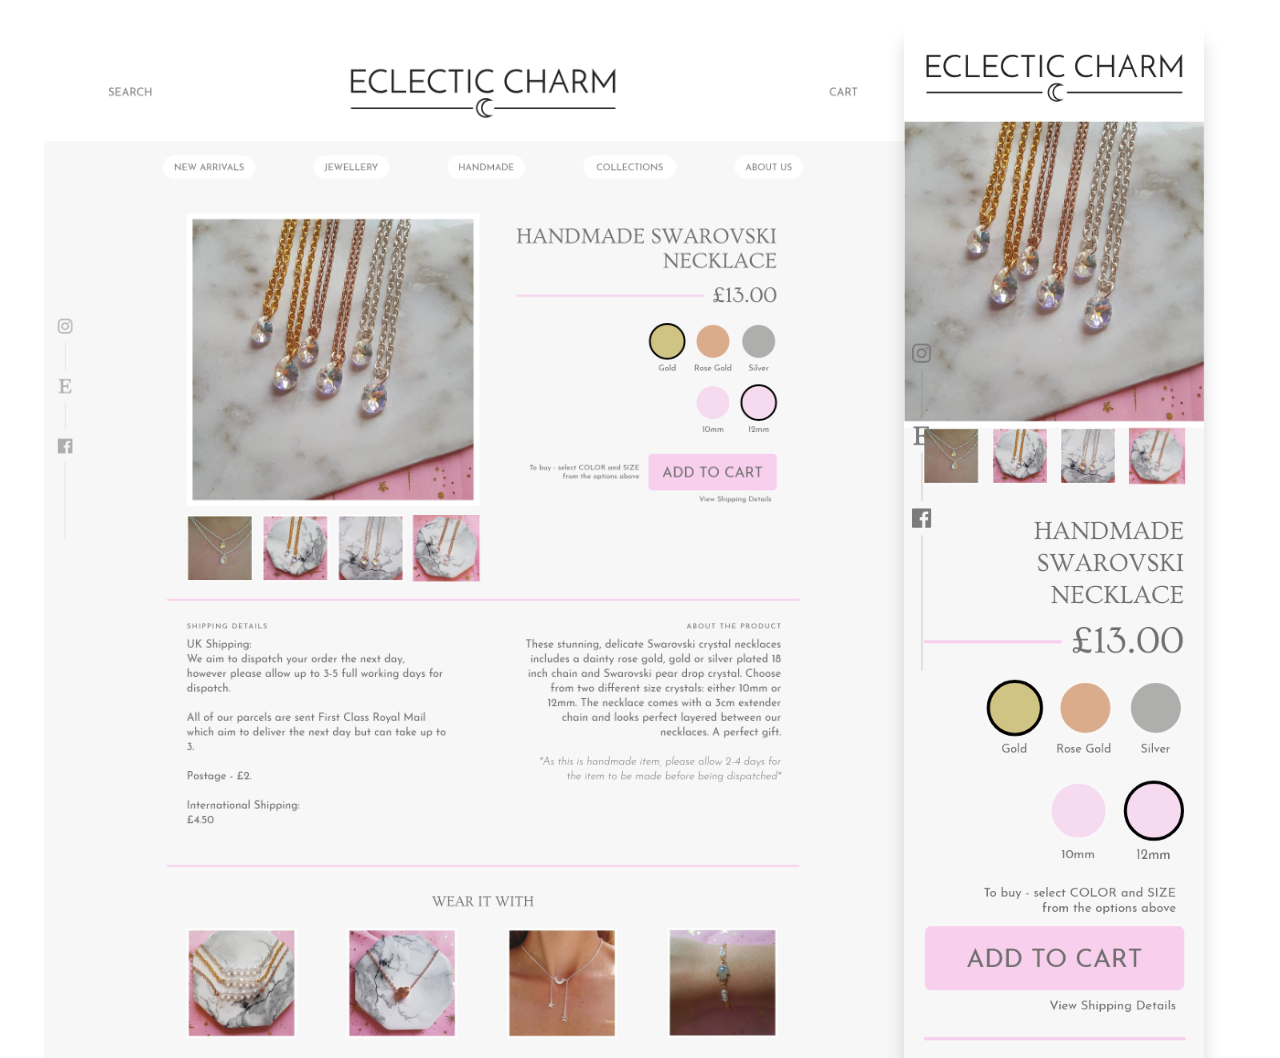 SEARCH
ECLECTIC CHARM
CART
NEW ARRIVALS
JEWELLERY
HANDMADE
COLLECTIONS
ABOUT US
HANDMADE SWAROVSKI
NECKLACE
£13.00
Gold
Rose Gold
Silver
10mm
12mm
To buy - select COLOR and SIZE
from the options above
ADD TO CART
View Shipping Details
E
SHIPPING DETAILS
UK Shipping:
We aim to dispatch your order the next day,
however please allow up to 3-5 full working days for
dispatch.
All of our parcels are sent First Class Royal Mail
which aim to deliver the next day but can take up to
3.
Postage - £2.
International Shipping:
£4.50
ABOUT THE PRODUCT
These stunning, delicate Swarovski crystal necklaces
includes a dainty rose gold, gold or silver plated 18
inch chain and Swarovski pear drop crystal. Choose
from two different size crystals: either 10mm or
12mm. The necklace comes with a 3cm extender
chain and looks perfect layered between our
necklaces. A perfect gift.
*As this is handmade item, please allow 2-4 days for
the item to be made before being dispatched*
WEAR IT WITH
ECLECTIC CHARM
E
HANDMADE
SWAROVSKI
NECKLACE
£13.00
Gold
Rose Gold
Silver
10mm
12mm
To buy - select COLOR and SIZE
from the options above
ADD TO CART
View Shipping Details